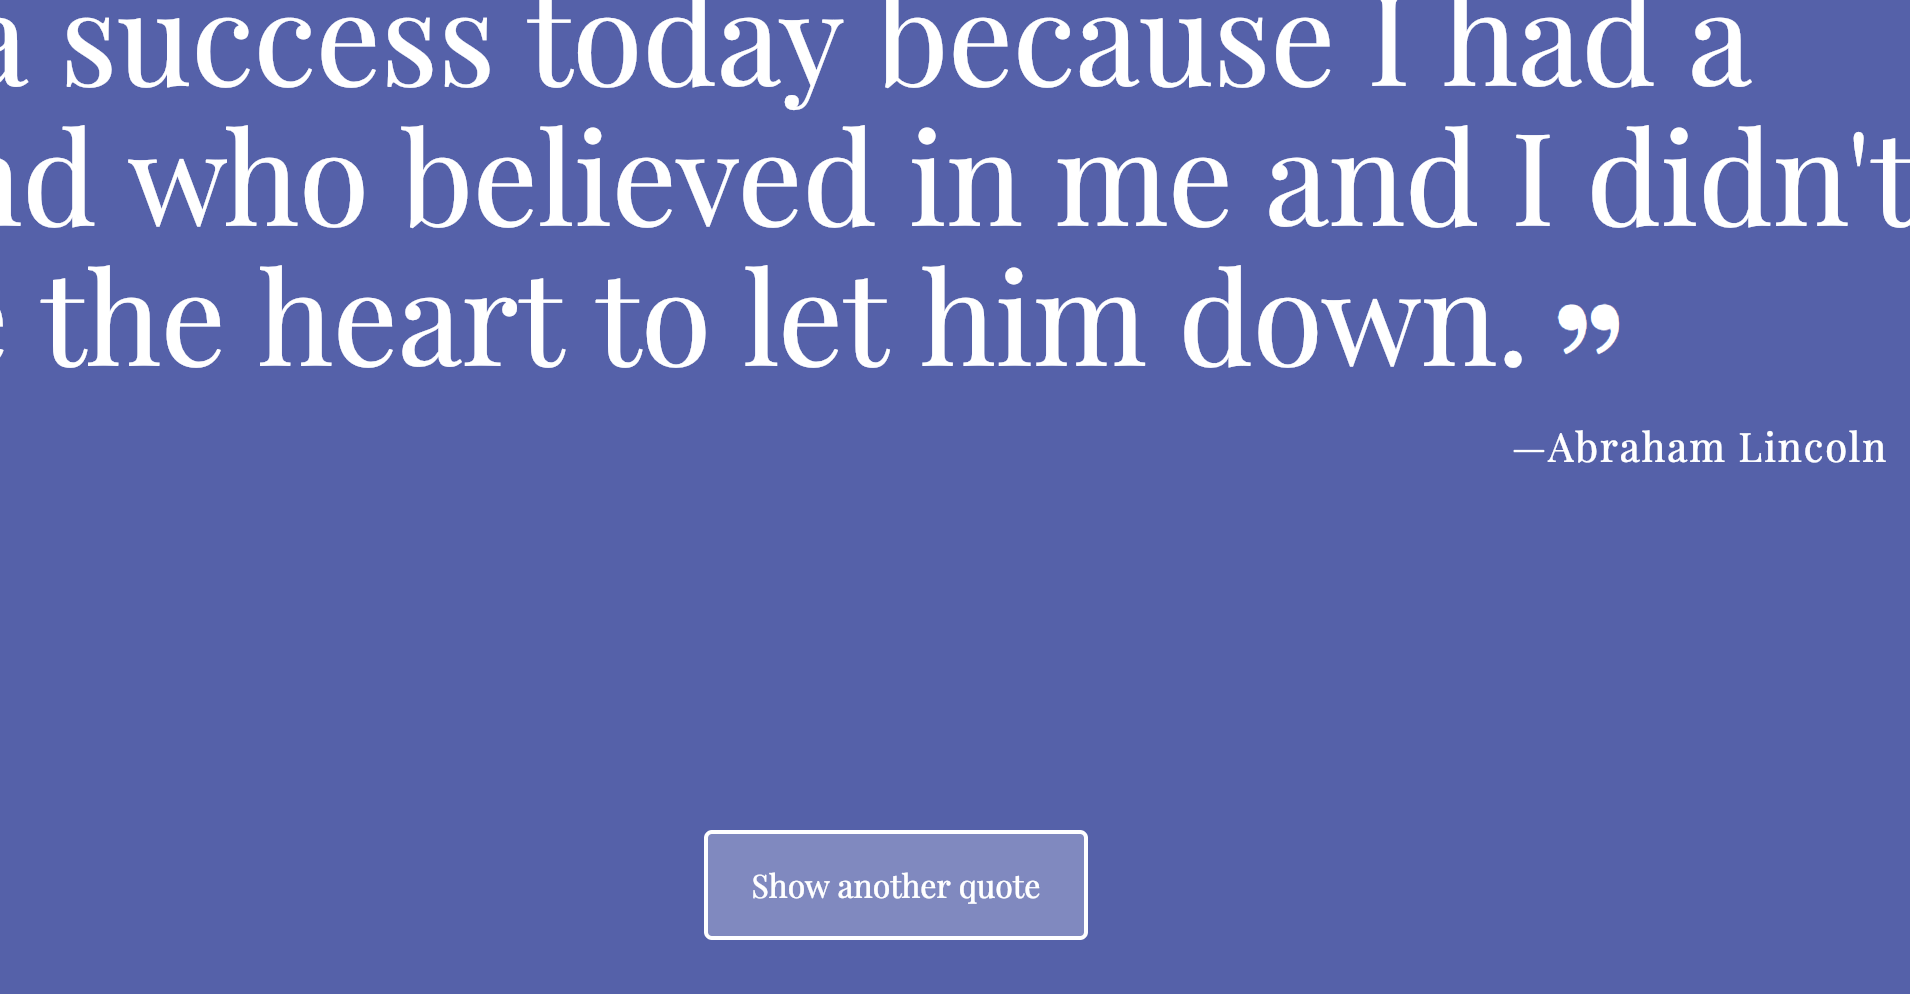 a success today because I had a
who believed in me and I didn't
the heart to let him down. ”
—Abraham Lincoln
Show another quote